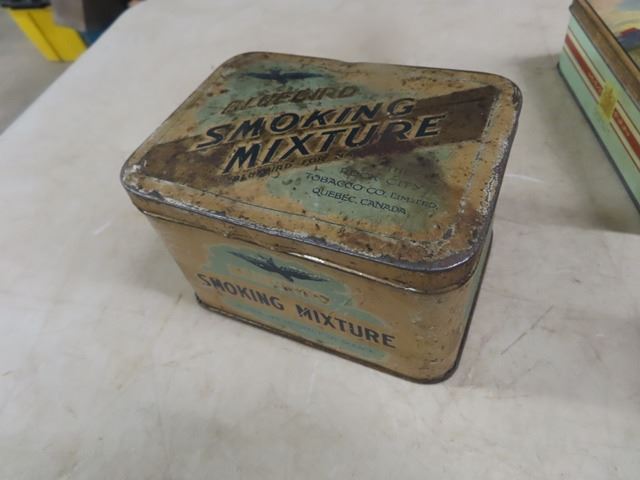 BLUEBIRD
SMOKING
MIXTURE
ROCK CITY
TOBACCO CO. LIMITED,
QUEBEC, CANADA
SMOKING MIXTURE